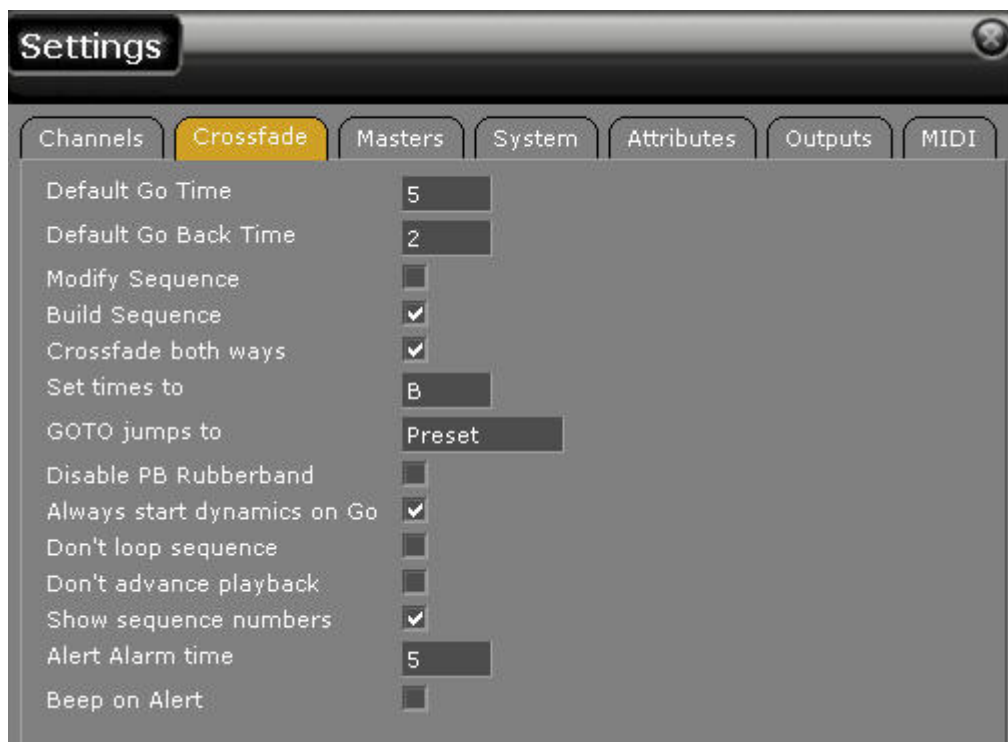 Settings
Channels Crossfade Masters System Attributes Outputs MIDI
Default Go Time 5
Default Go Back Time 2
Modify Sequence
Build Sequence
Crossfade both ways
Set times to B
GOTO jumps to Preset
Disable PB Rubberband
Always start dynamics on Go
Don't loop sequence
Don't advance playback
Show sequence numbers
Alert Alarm time 5
Beep on Alert